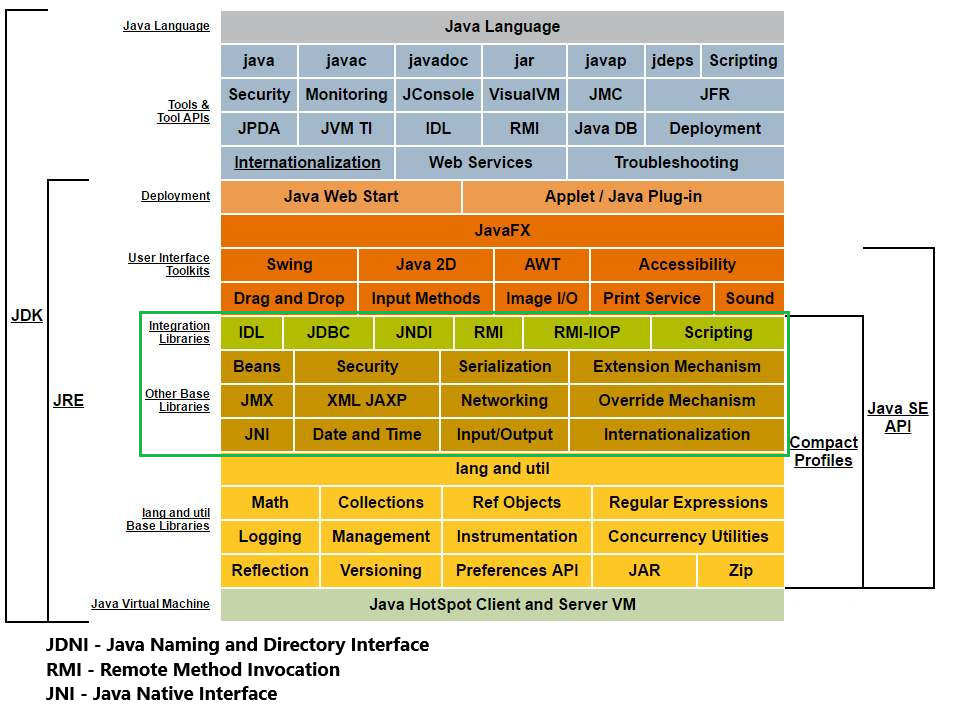 Java Language Java Language
java javac javadoc jar javap jdeps Scripting
Security Monitoring JConsole VisualVM JMC JFR
Tools &
Tool APIs
JPDA JVM TI IDL RMI Java DB Deployment
Internationalization Web Services Troubleshooting
Deployment Java Web Start Applet / Java Plug-in
JavaFX
User Interface
Toolkits
Swing Java 2D AWT Accessibility
Drag and Drop Input Methods Image I/O Print Service Sound
JDK
Integration
Libraries
IDL JDBC JNDI RMI RMI-IIOP Scripting
Beans Security Serialization Extension Mechanism
JRE
Other Base
Libraries
JMX XML JAXP Networking Override Mechanism
Java SE
API
JNI Date and Time Input/Output Internationalization
Compact
Profiles
lang and util
Math Collections Ref Objects Regular Expressions
lang and util
Base Libraries
Logging Management Instrumentation Concurrency Utilities
Reflection Versioning Preferences API JAR Zip
Java Virtual Machine Java HotSpot Client and Server VM
JDNI - Java Naming and Directory Interface
RMI - Remote Method Invocation
JNI - Java Native Interface